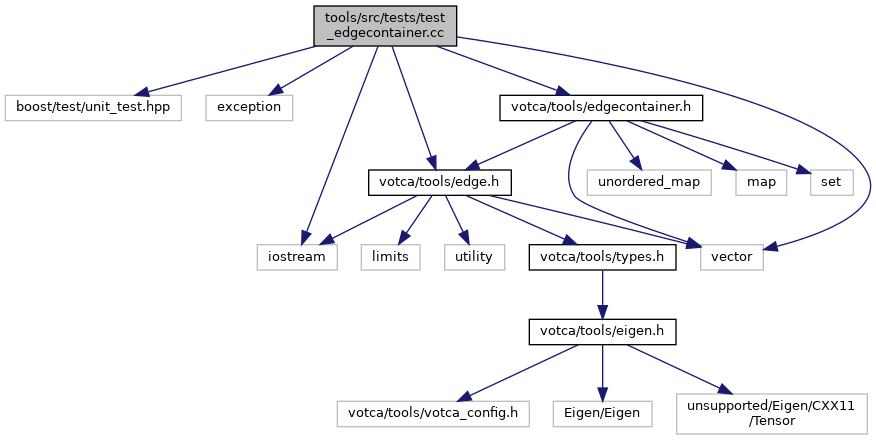 tools/src/tests/test
_edgecontainer.cc
boost/test/unit_test.hpp
exception
votca/tools/edgecontainer.h
votca/tools/edge.h
unordered_map
map
set
iostream
limits
utility
votca/tools/types.h
vector
votca/tools/eigen.h
votca/tools/votca_config.h
Eigen/Eigen
unsupported/Eigen/CXX11
/Tensor